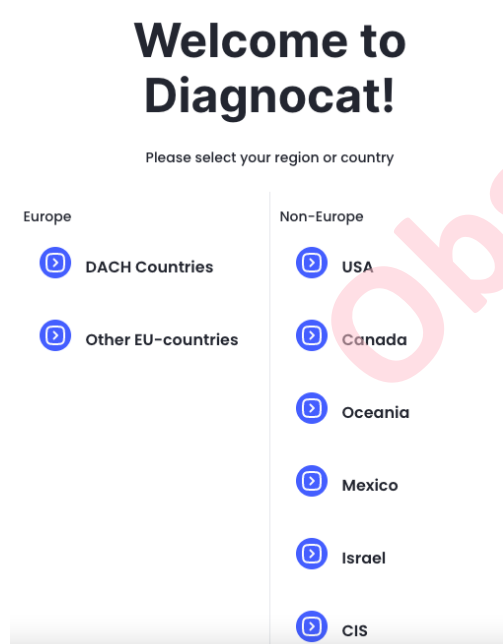 Welcome to
Diagnocat!
Please select your region or country
Europe
DACH Countries
Other EU-countries
Non-Europe
USA
Canada
Oceania
Mexico
Israel
CIS